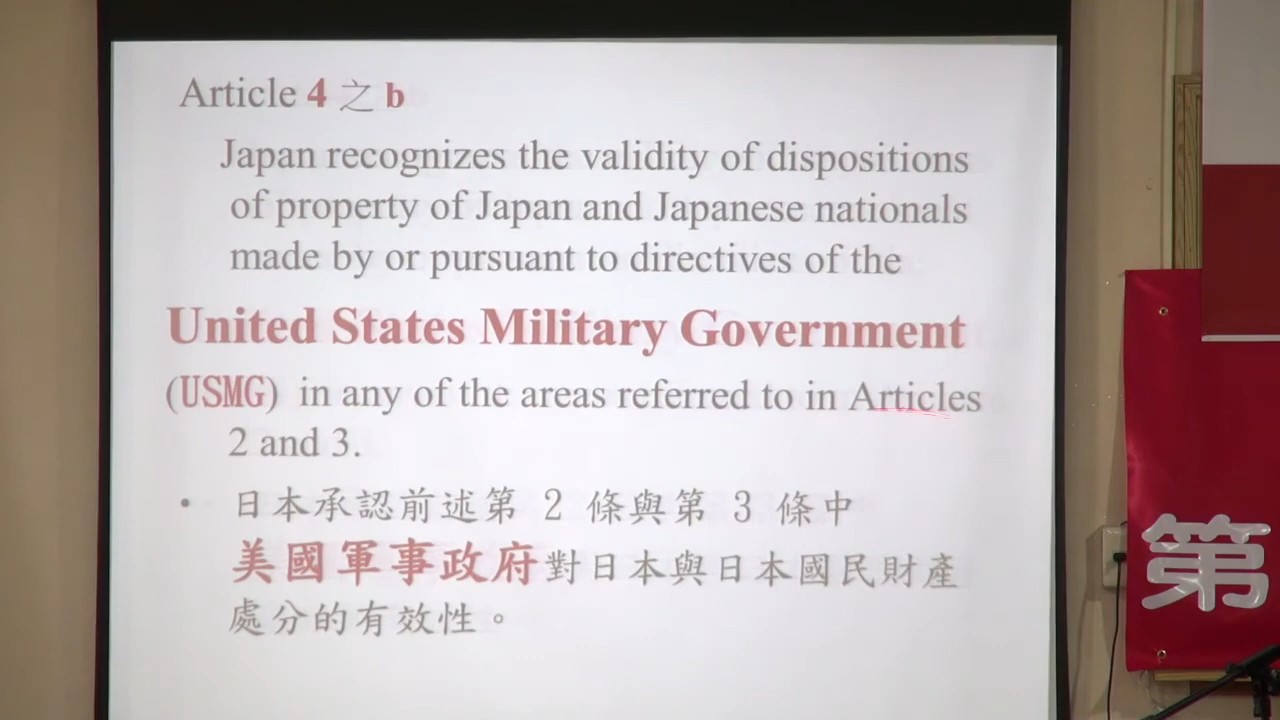 Article 4 之 b
Japan recognizes the validity of dispositions
of property of Japan and Japanese nationals
made by or pursuant to directives of the
United States Military Government
(USMG) in any of the areas referred to in Articles
2 and 3.
• 日本承認前述第 2 條與第 3 條中
美國軍事政府對日本與日本國民財產
處分的有效性。
第